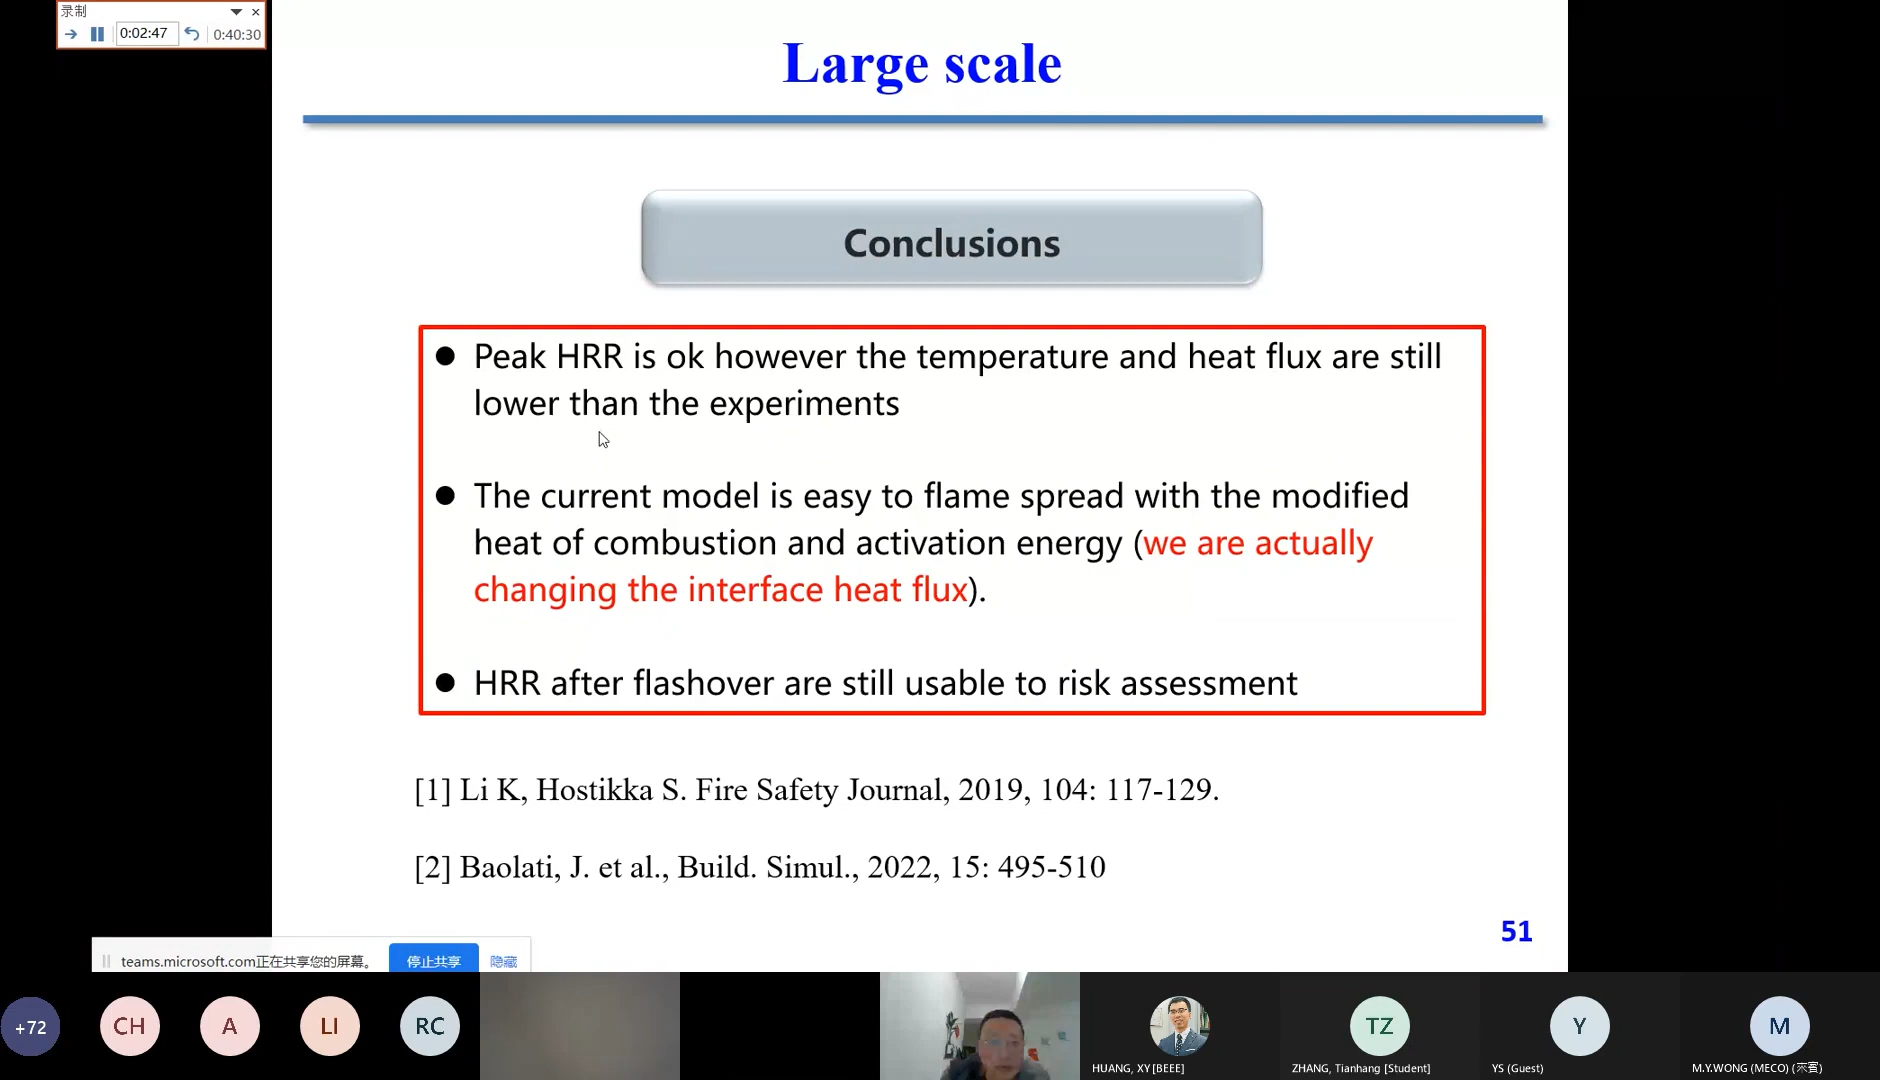 录制
0:02:47
0:40:30
Large scale
Conclusions
● Peak HRR is ok however the temperature and heat flux are still
lower than the experiments
● The current model is easy to flame spread with the modified
heat of combustion and activation energy (we are actually
changing the interface heat flux).
● HRR after flashover are still usable to risk assessment
[1] Li K, Hostikka S. Fire Safety Journal, 2019, 104: 117-129.
[2] Baolati, J. et al., Build. Simul., 2022, 15: 495-510
51
teams.microsoft.com正在共享您的屏幕。
停止共享
隐藏
+72
CH
A
LI
RC
TZ
Y
M
HUANG, XY [BEEE]
ZHANG, Tianhang [Student]
YS (Guest)
M.Y.WONG (MECO) (来宾)